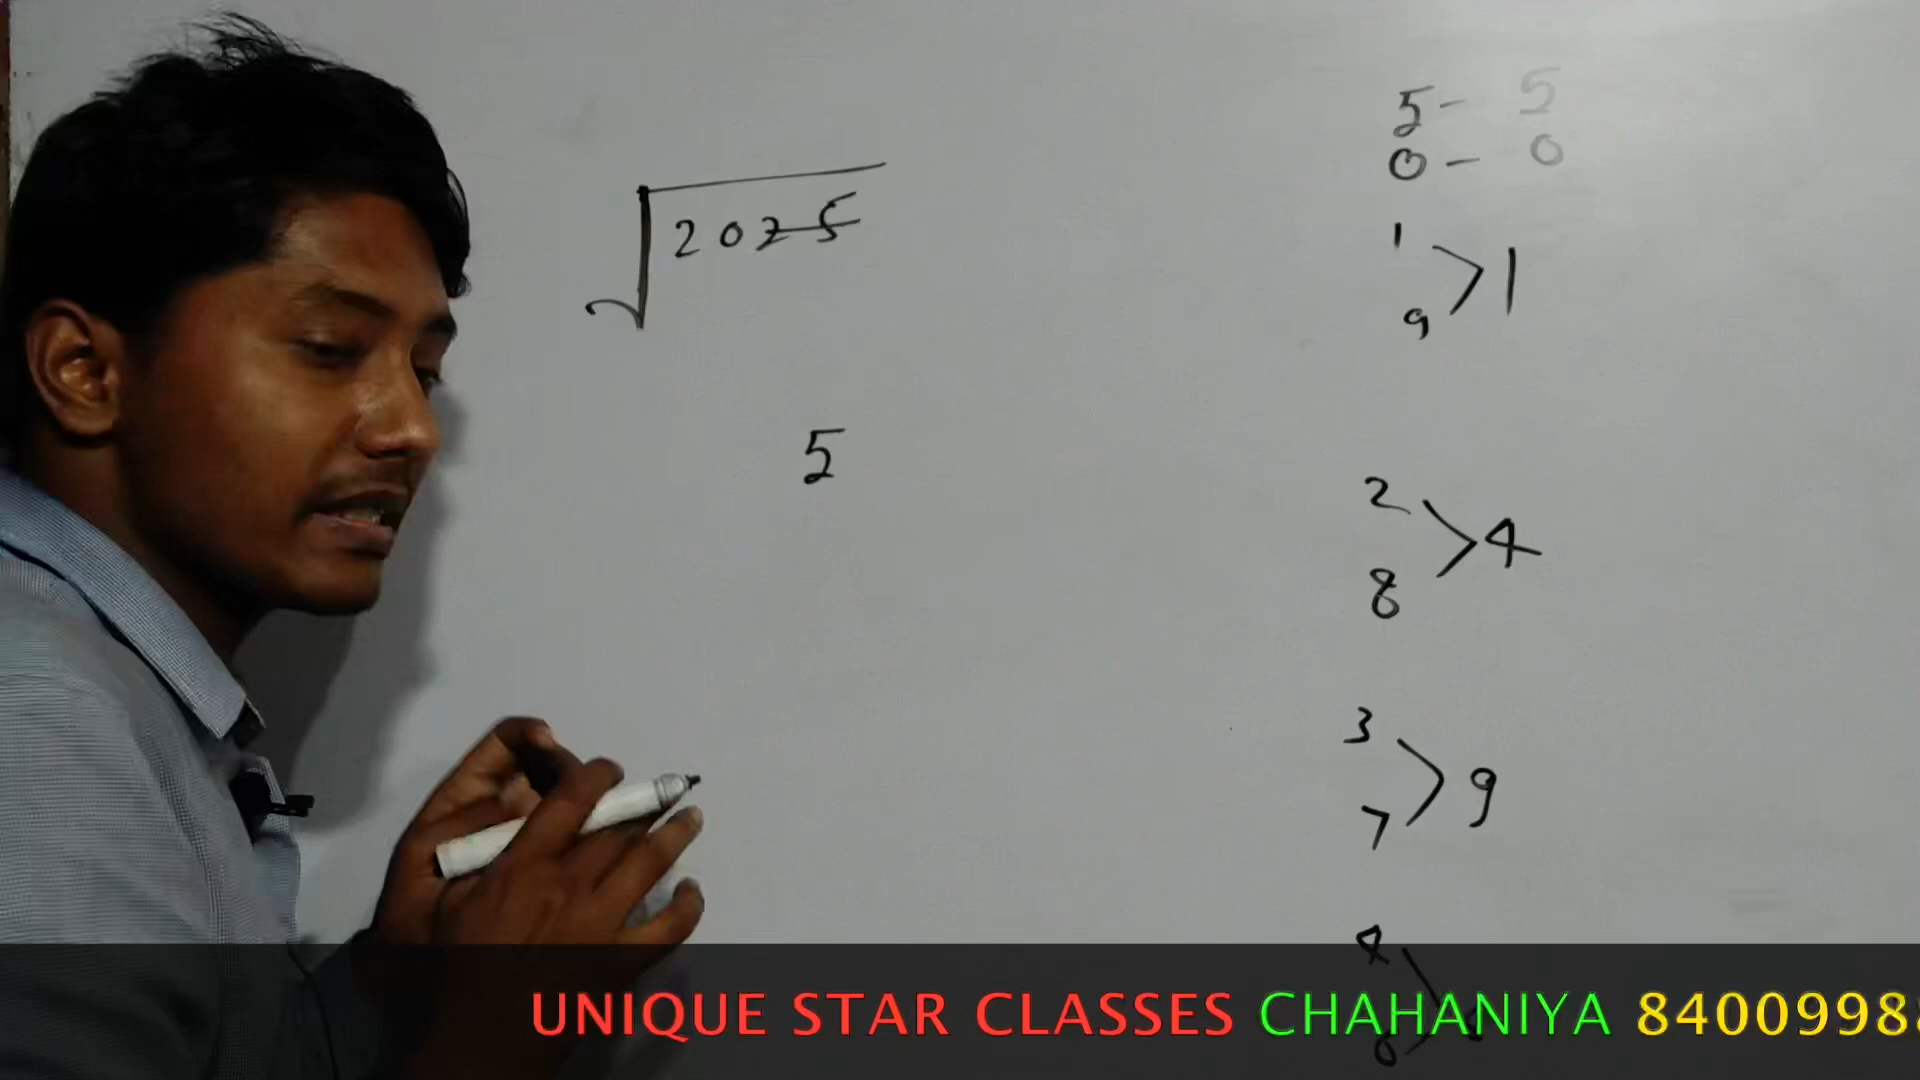 √2025
5
5 - 5
0 - 0
1
9 > 1
2
8 > 4
3
7 > 9
4
UNIQUE STAR CLASSES CHAHANIYA 8400998